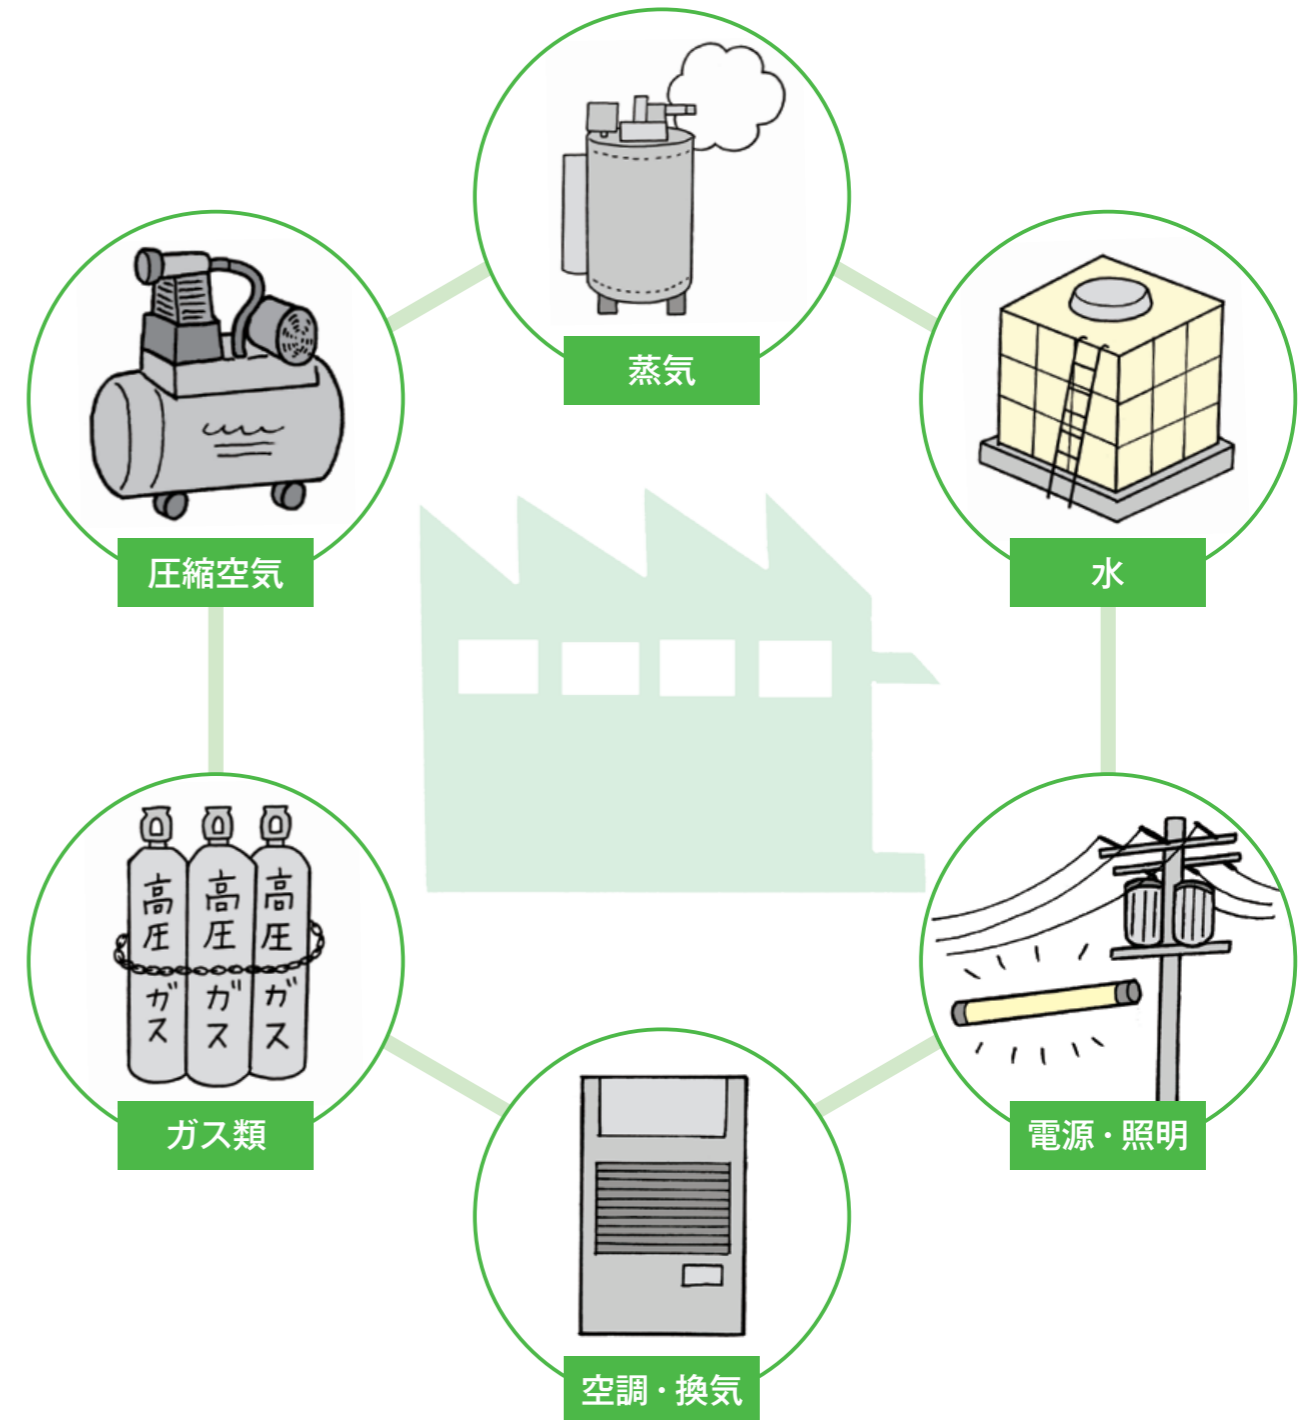 蒸気
圧縮空気
水
高圧ガス
高圧ガス
高圧ガス
ガス類
電源・照明
空調・換気